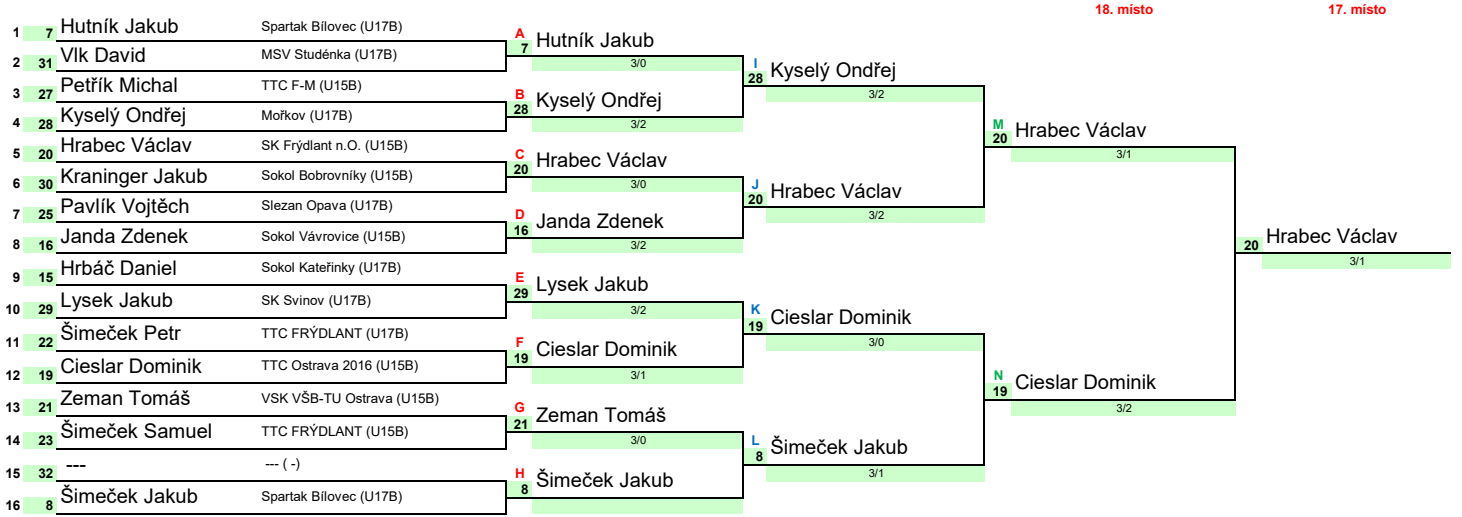 18. místo 17. místo
1 7 Hutník Jakub Spartak Bílovec (U17B)
A
7 Hutník Jakub
2 31 Vlk David MSV Studénka (U17B)
3/0
I
28 Kyselý Ondřej
3 27 Petřík Michal TTC F-M (U15B)
B
28 Kyselý Ondřej
3/2
4 28 Kyselý Ondřej Mořkov (U17B)
3/2
M
20 Hrabec Václav
5 20 Hrabec Václav SK Frýdlant n.O. (U15B)
C
20 Hrabec Václav
3/1
6 30 Kraninger Jakub Sokol Bobrovníky (U15B)
3/0
J
20 Hrabec Václav
7 25 Pavlík Vojtěch Slezan Opava (U17B)
D
16 Janda Zdenek
3/2
8 16 Janda Zdenek Sokol Vávrovice (U15B)
3/2
20 Hrabec Václav
3/1
9 15 Hrbáč Daniel Sokol Kateřinky (U17B)
E
29 Lysek Jakub
10 29 Lysek Jakub SK Svinov (U17B)
3/2
K
19 Cieslar Dominik
11 22 Šimeček Petr TTC FRÝDLANT (U17B)
F
19 Cieslar Dominik
3/0
12 19 Cieslar Dominik TTC Ostrava 2016 (U15B)
3/1
N
19 Cieslar Dominik
13 21 Zeman Tomáš VSK VŠB-TU Ostrava (U15B)
G
21 Zeman Tomáš
3/2
14 23 Šimeček Samuel TTC FRÝDLANT (U15B)
3/0
L
8 Šimeček Jakub
15 32 --- --- ( -)
H
8 Šimeček Jakub
3/1
16 8 Šimeček Jakub Spartak Bílovec (U17B)